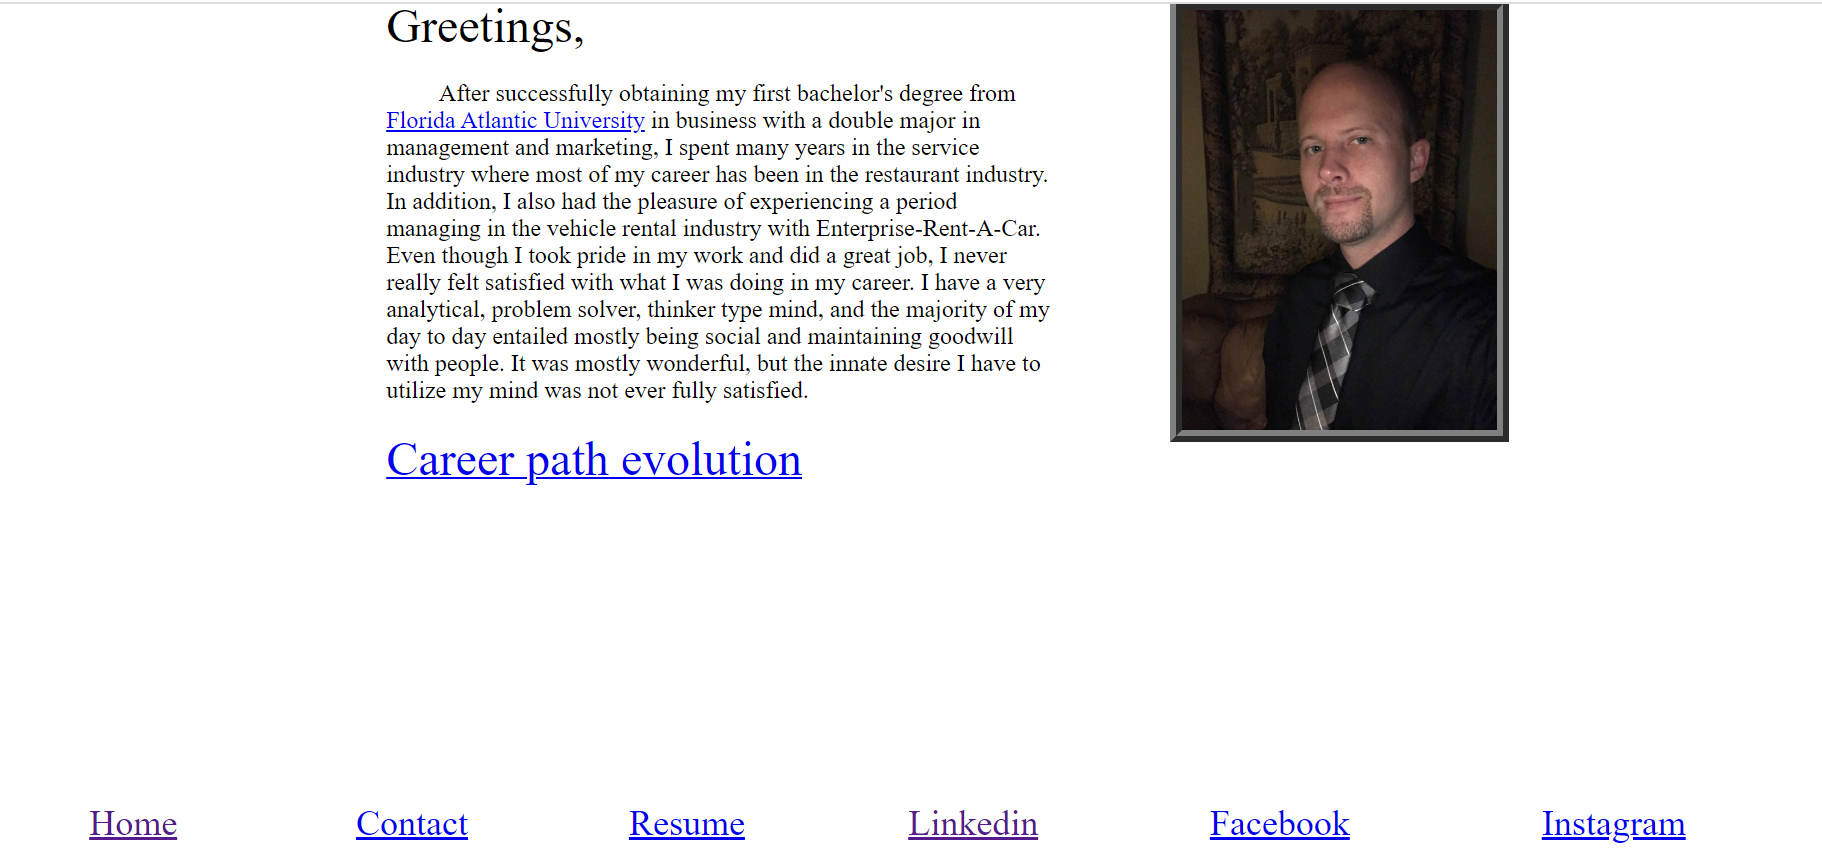 Greetings,
After successfully obtaining my first bachelor's degree from
Florida Atlantic University in business with a double major in
management and marketing, I spent many years in the service
industry where most of my career has been in the restaurant industry.
In addition, I also had the pleasure of experiencing a period
managing in the vehicle rental industry with Enterprise-Rent-A-Car.
Even though I took pride in my work and did a great job, I never
really felt satisfied with what I was doing in my career. I have a very
analytical, problem solver, thinker type mind, and the majority of my
day to day entailed mostly being social and maintaining goodwill
with people. It was mostly wonderful, but the innate desire I have to
utilize my mind was not ever fully satisfied.
Career path evolution
Home Contact Resume Linkedin Facebook Instagram